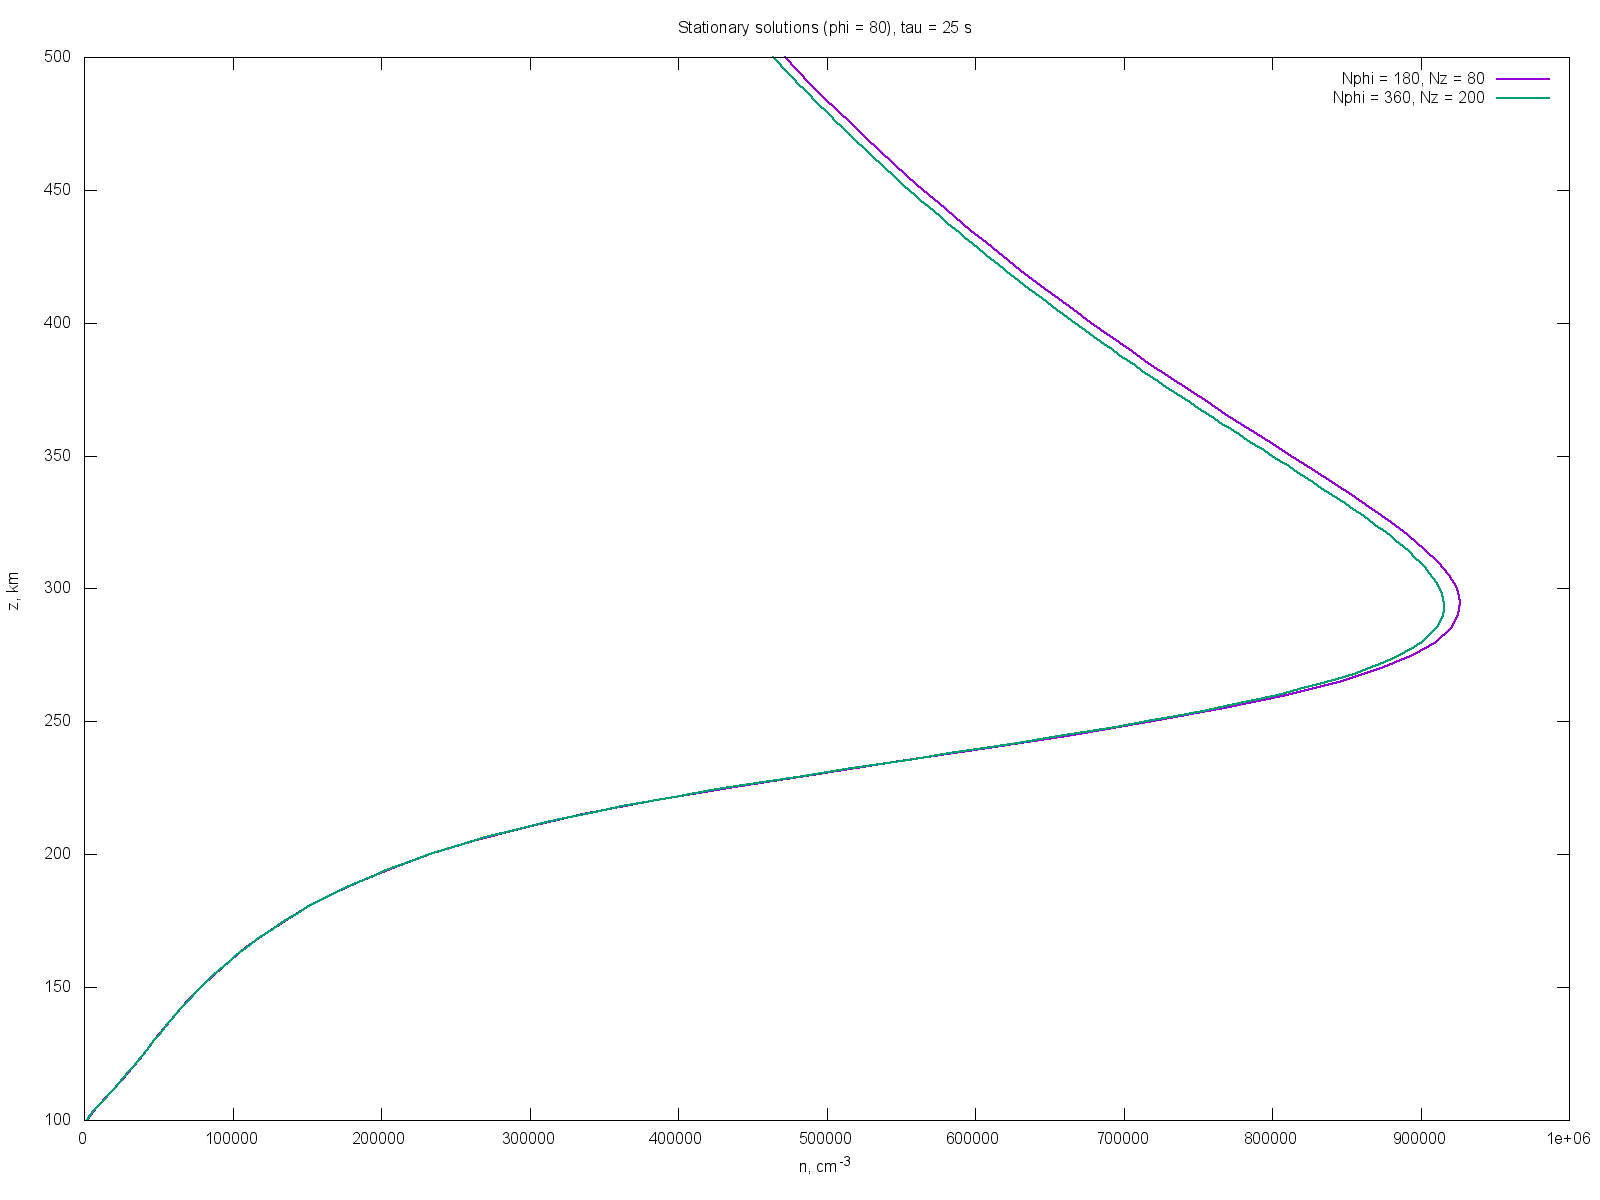 Stationary solutions (phi = 80), tau = 25 s
Nphi = 180, Nz = 80
Nphi = 360, Nz = 200
500
450
400
350
300
250
200
150
100
z, km
0 100000 200000 300000 400000 500000 600000 700000 800000 900000 1e+06
n, cm-3